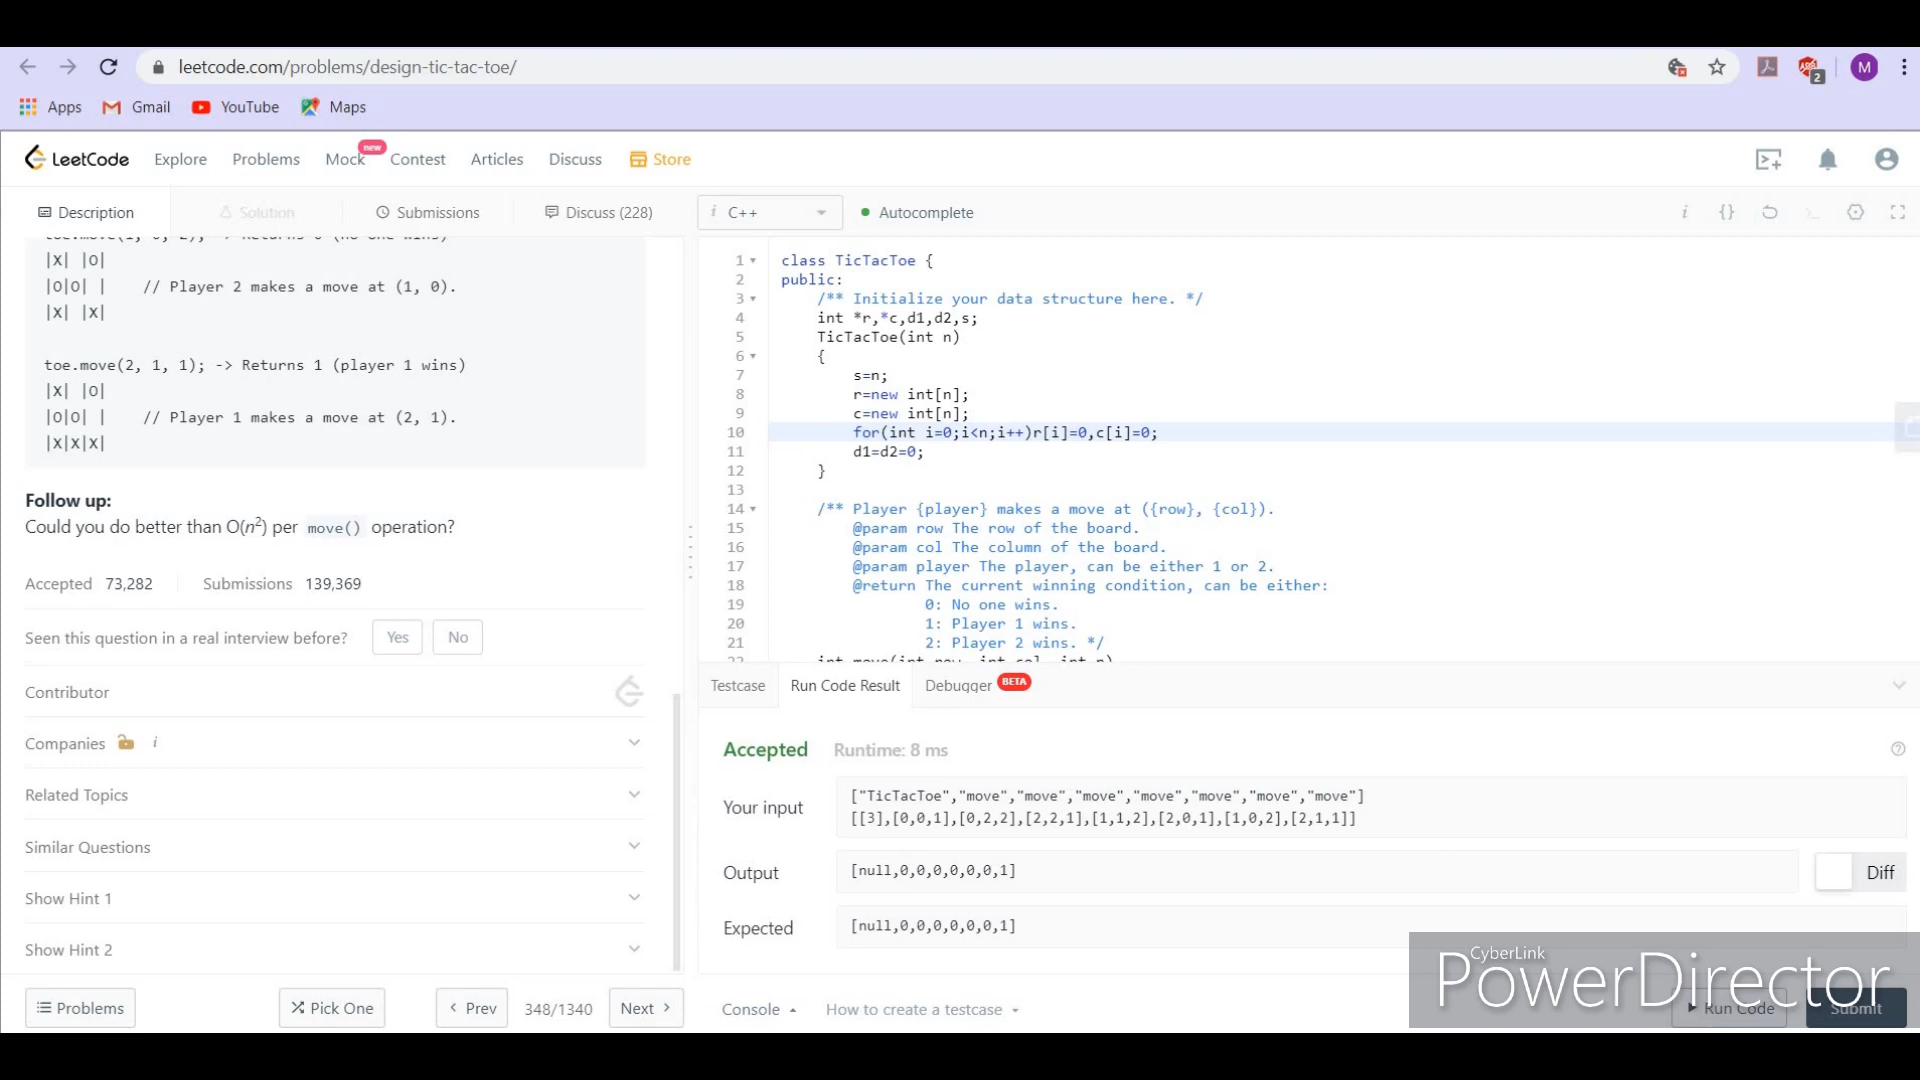 leetcode.com/problems/design-tic-tac-toe/
2
M
Apps Gmail YouTube Maps
LeetCode Explore Problems Mock new Contest Articles Discuss Store
Description Solution Submissions Discuss (228)
i C++ Autocomplete
|X| |O|
|O|O| | // Player 2 makes a move at (1, 0).
|X| |X|
toe.move(2, 1, 1); -> Returns 1 (player 1 wins)
|X| |O|
|O|O| | // Player 1 makes a move at (2, 1).
|X|X|X|
Follow up:
Could you do better than O(n2) per move() operation?
Accepted 73,282 Submissions 139,369
Seen this question in a real interview before? Yes No
Contributor
Companies i
Related Topics
Similar Questions
Show Hint 1
Show Hint 2
Problems Pick One Prev 348/1340 Next
1 class TicTacToe {
2 public:
3 /** Initialize your data structure here. */
4 int *r,*c,d1,d2,s;
5 TicTacToe(int n)
6 {
7 s=n;
8 r=new int[n];
9 c=new int[n];
10 for(int i=0;i<n;i++)r[i]=0,c[i]=0;
11 d1=d2=0;
12 }
13
14 /** Player {player} makes a move at ({row}, {col}).
15 @param row The row of the board.
16 @param col The column of the board.
17 @param player The player, can be either 1 or 2.
18 @return The current winning condition, can be either:
19 0: No one wins.
20 1: Player 1 wins.
21 2: Player 2 wins. */
Testcase Run Code Result Debugger BETA
Accepted Runtime: 8 ms
Your input
["TicTacToe","move","move","move","move","move","move","move"]
[[3],[0,0,1],[0,2,2],[2,2,1],[1,1,2],[2,0,1],[1,0,2],[2,1,1]]
Output [null,0,0,0,0,0,0,1] Diff
Expected [null,0,0,0,0,0,0,1]
CyberLink
PowerDirector
Console How to create a testcase Run Code Submit